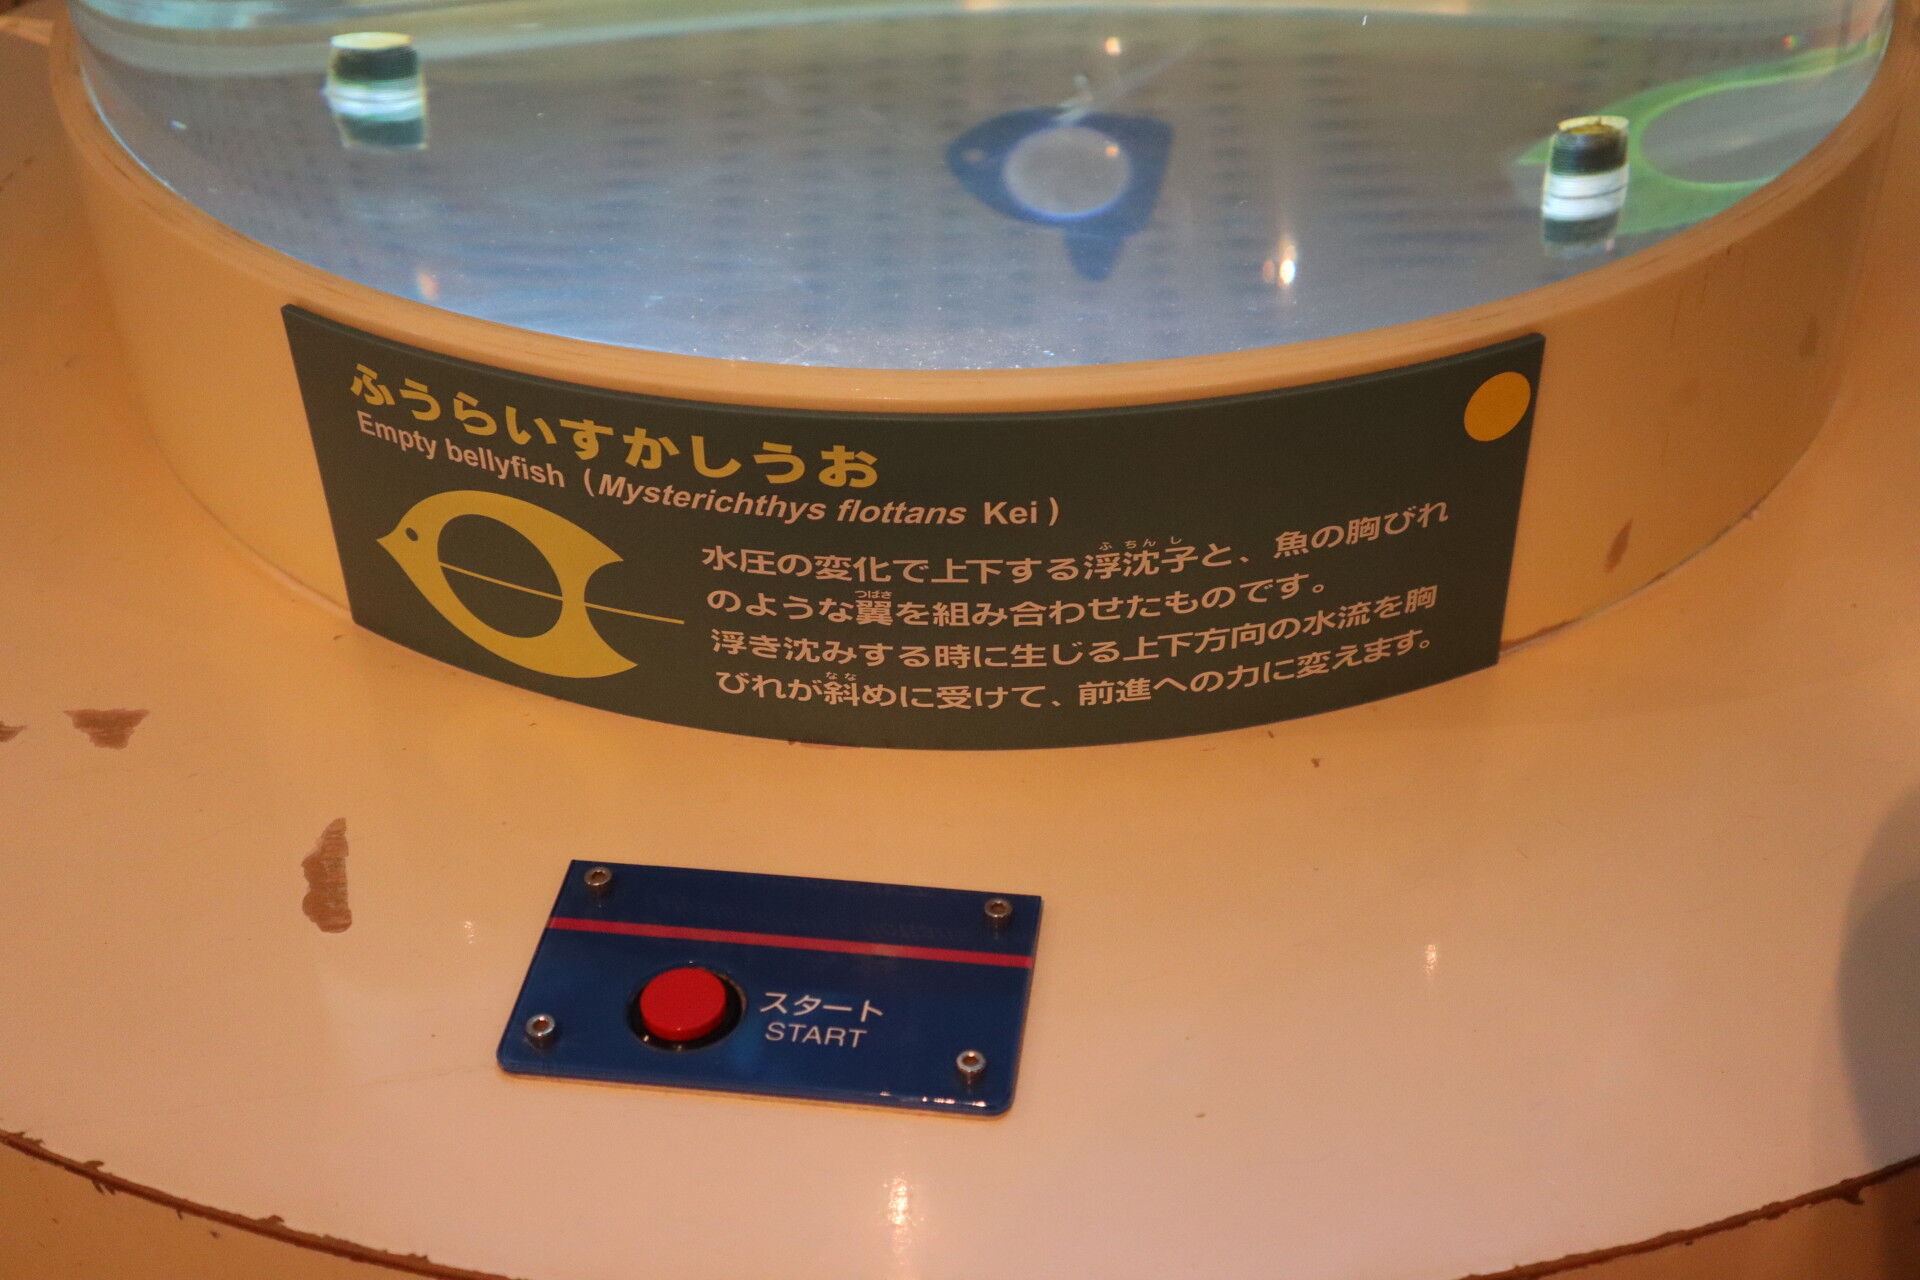 ふうらいすかしうお
Empty bellyfish (Mysterichthys flottans Kei)
水圧の変化で上下する浮沈子と、魚の胸びれ
のような翼を組み合わせたものです。
浮き沈みする時に生じる上下方向の水流を胸
びれが斜めに受けて、前進への力に変えます。
スタート
START